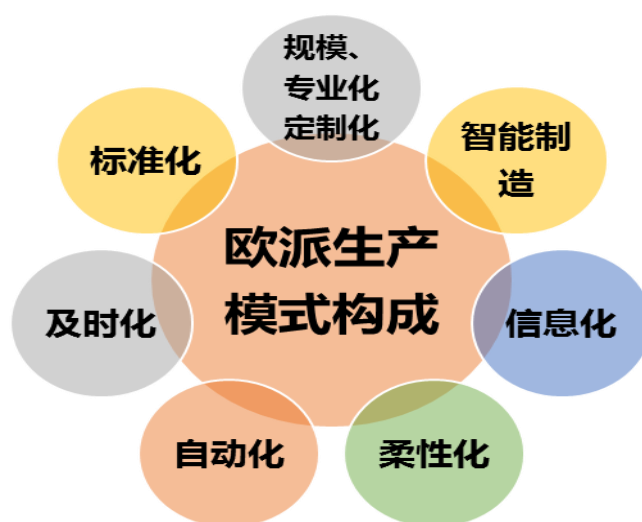 规模、
专业化
定制化
智能制
造
标准化
欧派生产
模式构成
及时化
信息化
自动化
柔性化